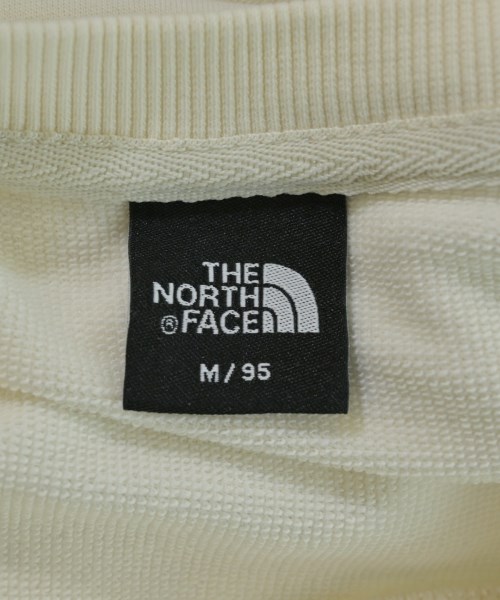 THE
NORTH
® FACE
M / 95